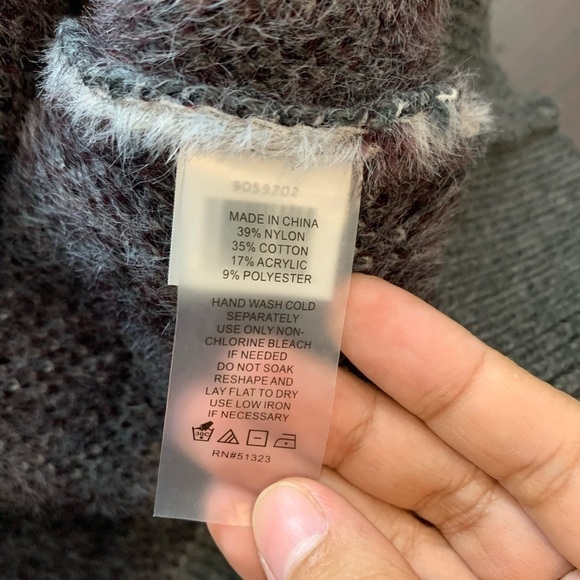 9OS9202
MADE IN CHINA
39% NYLON
35% COTTON
17% ACRYLIC
9% POLYESTER
HAND WASH COLD
SEPARATELY
USE ONLY NON-
CHLORINE BLEACH
IF NEEDED
DO NOT SOAK
RESHAPE AND
LAY FLAT TO DRY
USE LOW IRON
IF NECESSARY
30C
RN#51323